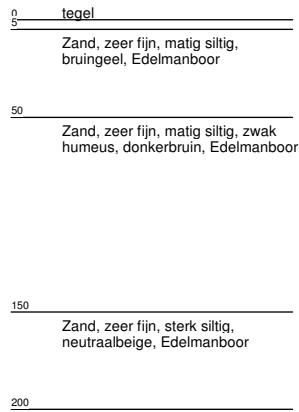 0 tegel
5
Zand, zeer fijn, matig siltig,
bruingeel, Edelmanboor
50
Zand, zeer fijn, matig siltig, zwak
humeus, donkerbruin, Edelmanboor
150
Zand, zeer fijn, sterk siltig,
neutraalbeige, Edelmanboor
200